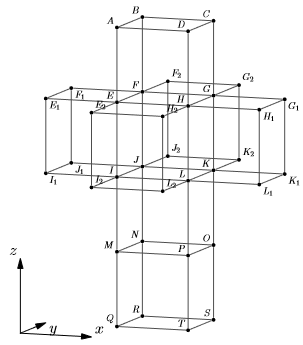 B C
A D
F₂ G₂
F₁ F G G₁
E₁ E H H₁
E₂ H₂
J₂ K₂
J₁ J K K₁
I₁ I L L₁
I₂ L₂
N O
M P
z
R S
Q T
y x